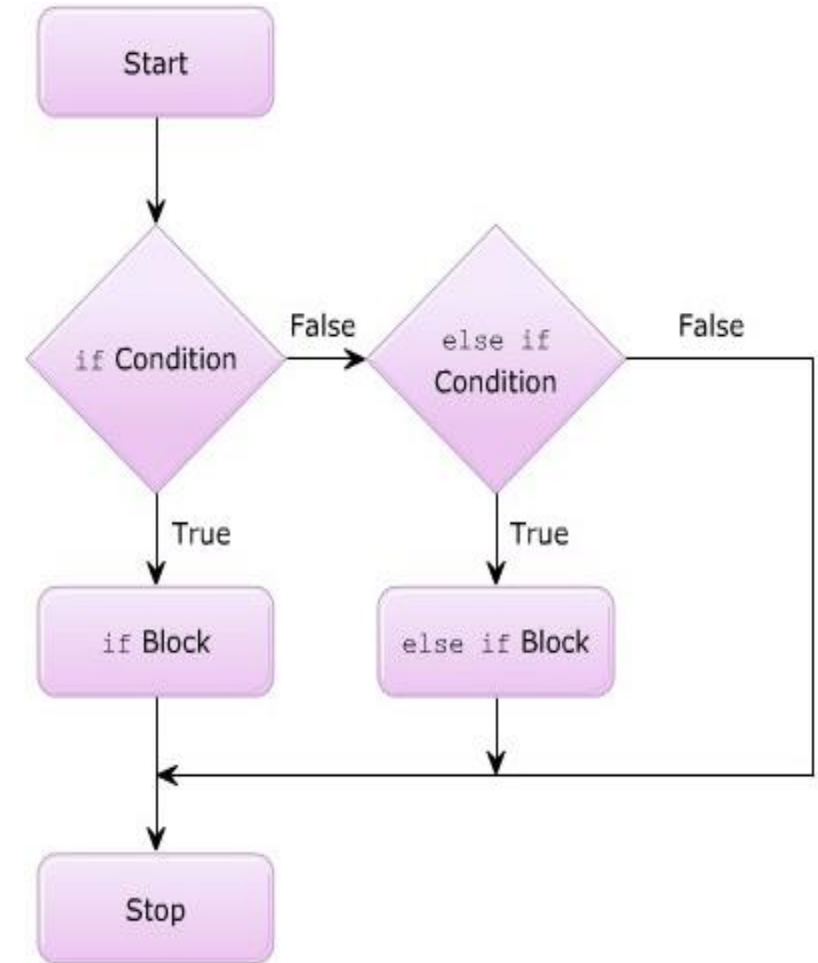 Start
if Condition
False
else if
Condition
False
True
True
if Block
else if Block
Stop